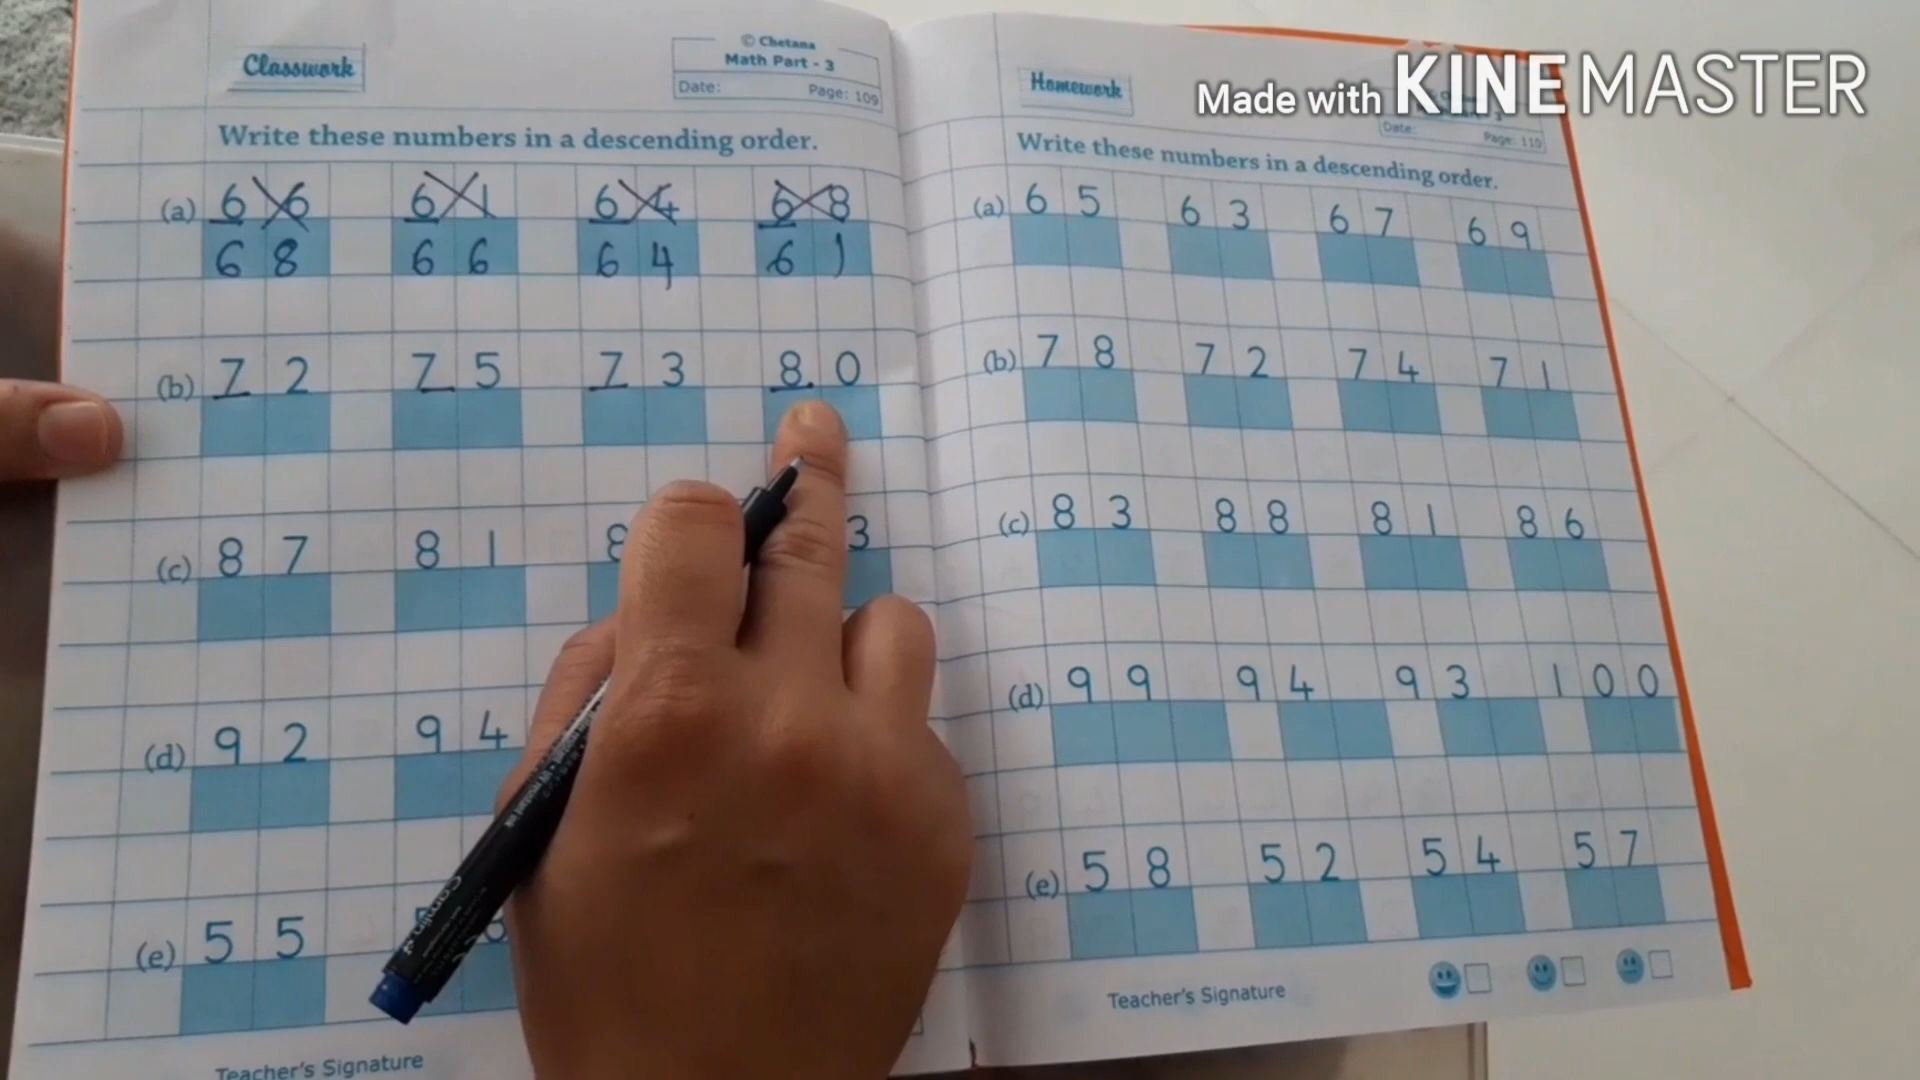 Made with KINEMASTER
Classwork
© Chetana
Math Part - 3
Date: Page: 109
Write these numbers in a descending order.
(a) 66 61 64 68
68 66 64 61
(b) 72 75 73 80
(c) 87 81 8 3
(d) 92 94
(e) 55
Teacher's Signature
Homework
Date: Page: 110
Write these numbers in a descending order.
(a) 65 63 67 69
(b) 78 72 74 71
(c) 83 88 81 86
(d) 99 94 93 100
(e) 58 52 54 57
Teacher's Signature